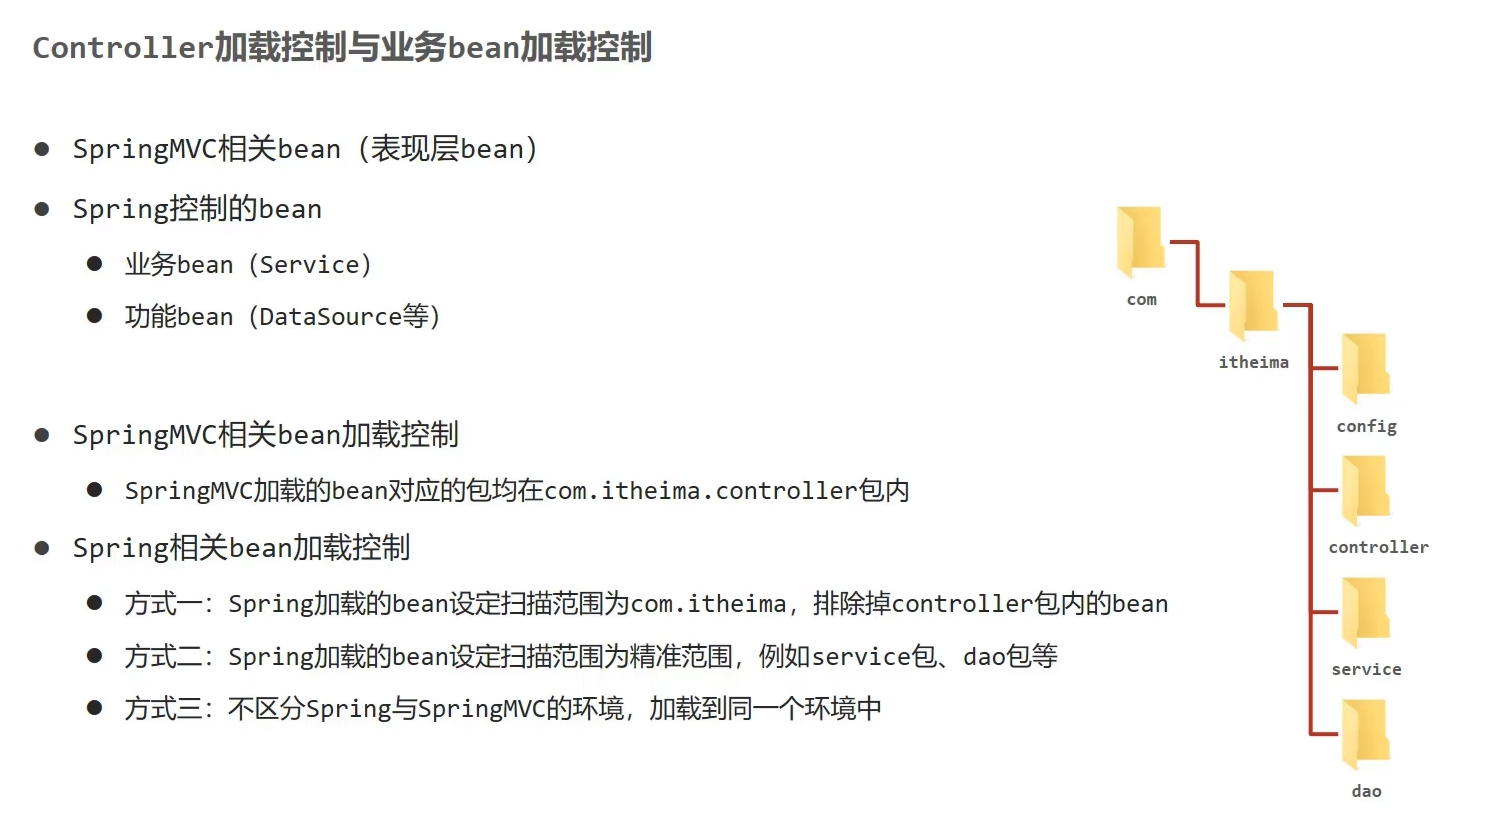 Controller加载控制与业务bean加载控制
● SpringMVC相关bean（表现层bean）
● Spring控制的bean
● 业务bean（Service）
● 功能bean（DataSource等）
● SpringMVC相关bean加载控制
● SpringMVC加载的bean对应的包均在com.itheima.controller包内
● Spring相关bean加载控制
● 方式一：Spring加载的bean设定扫描范围为com.itheima，排除掉controller包内的bean
● 方式二：Spring加载的bean设定扫描范围为精准范围，例如service包、dao包等
● 方式三：不区分Spring与SpringMVC的环境，加载到同一个环境中
com
itheima
config
controller
service
dao